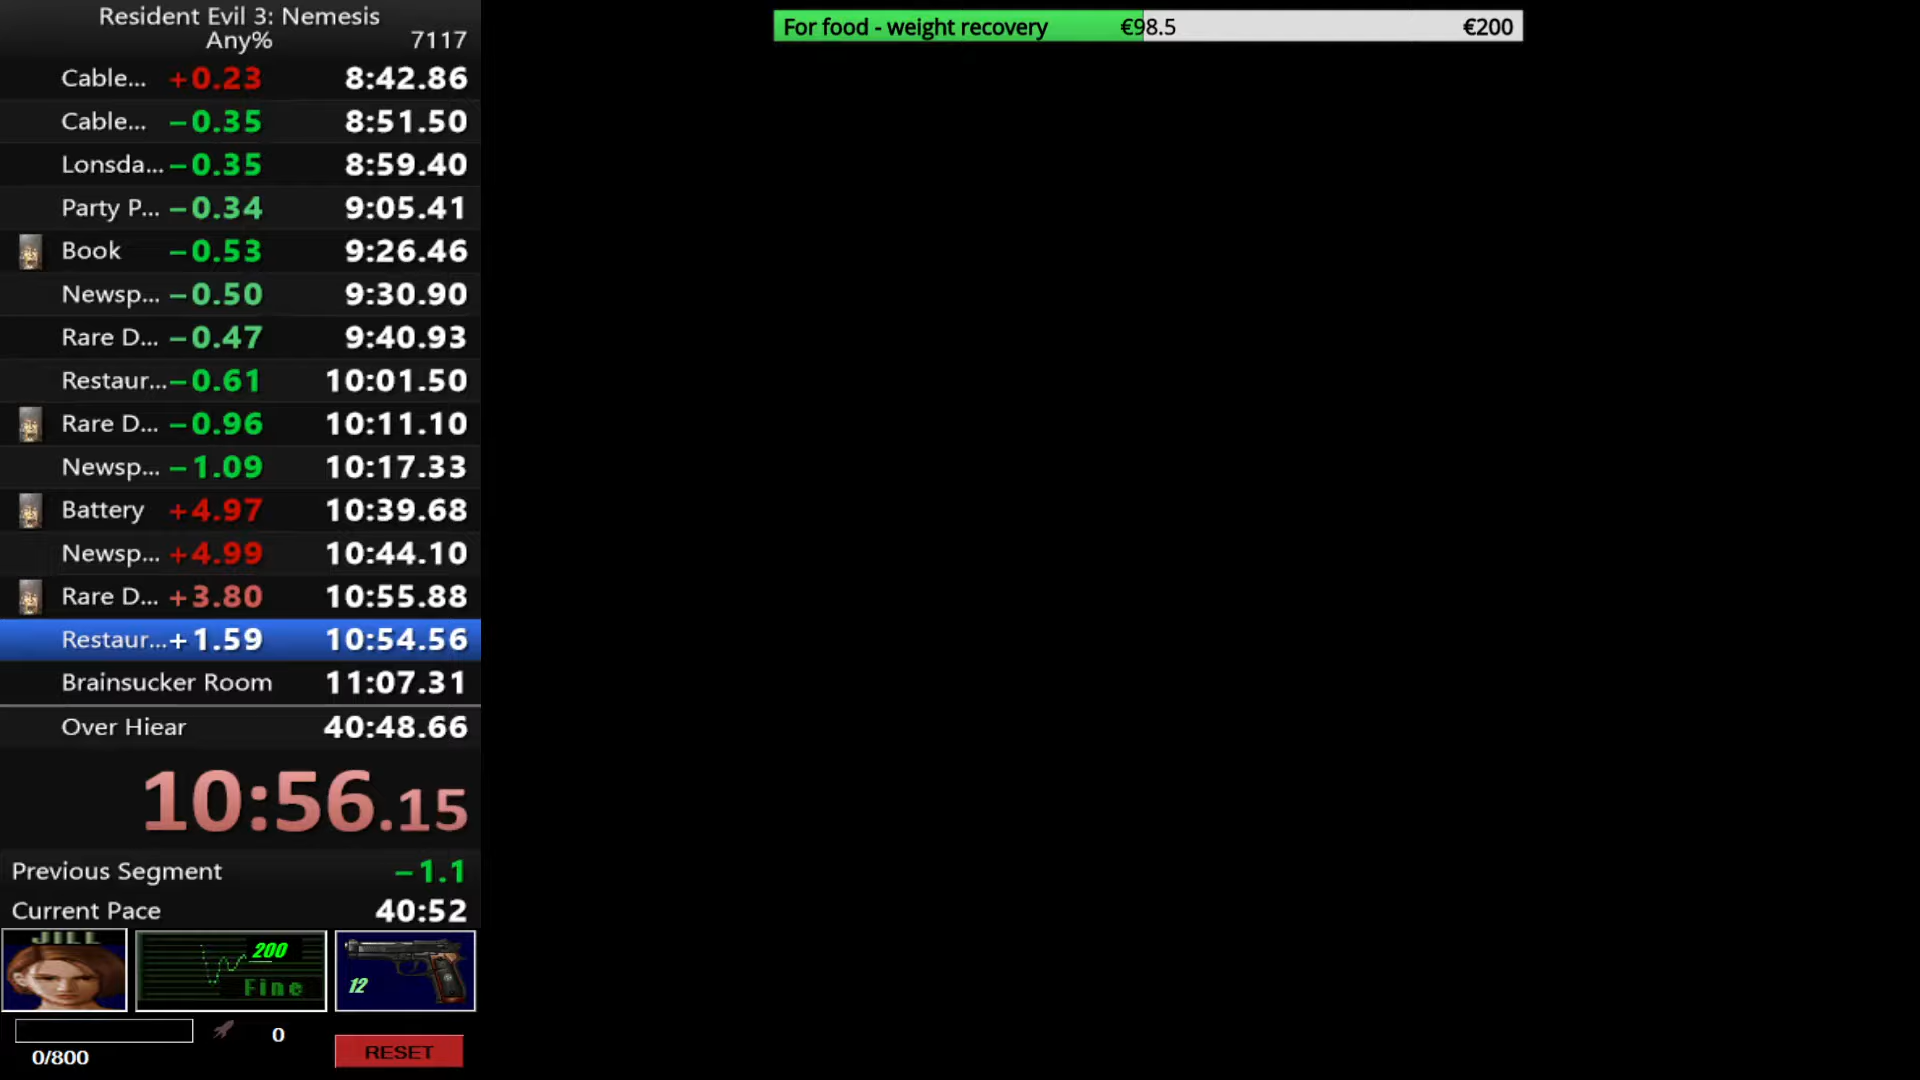 Resident Evil 3: Nemesis
Any% 7117
Cable... +0.23 8:42.86
Cable... −0.35 8:51.50
Lonsda... −0.35 8:59.40
Party P... −0.34 9:05.41
Book −0.53 9:26.46
Newsp... −0.50 9:30.90
Rare D... −0.47 9:40.93
Restaur... −0.61 10:01.50
Rare D... −0.96 10:11.10
Newsp... −1.09 10:17.33
Battery +4.97 10:39.68
Newsp... +4.99 10:44.10
Rare D... +3.80 10:55.88
Restaur... +1.59 10:54.56
Brainsucker Room 11:07.31
Over Hiear 40:48.66
10:56.15
Previous Segment −1.1
Current Pace 40:52
JILL
200
Fine
12
0
0/800
RESET
For food - weight recovery €98.5 €200